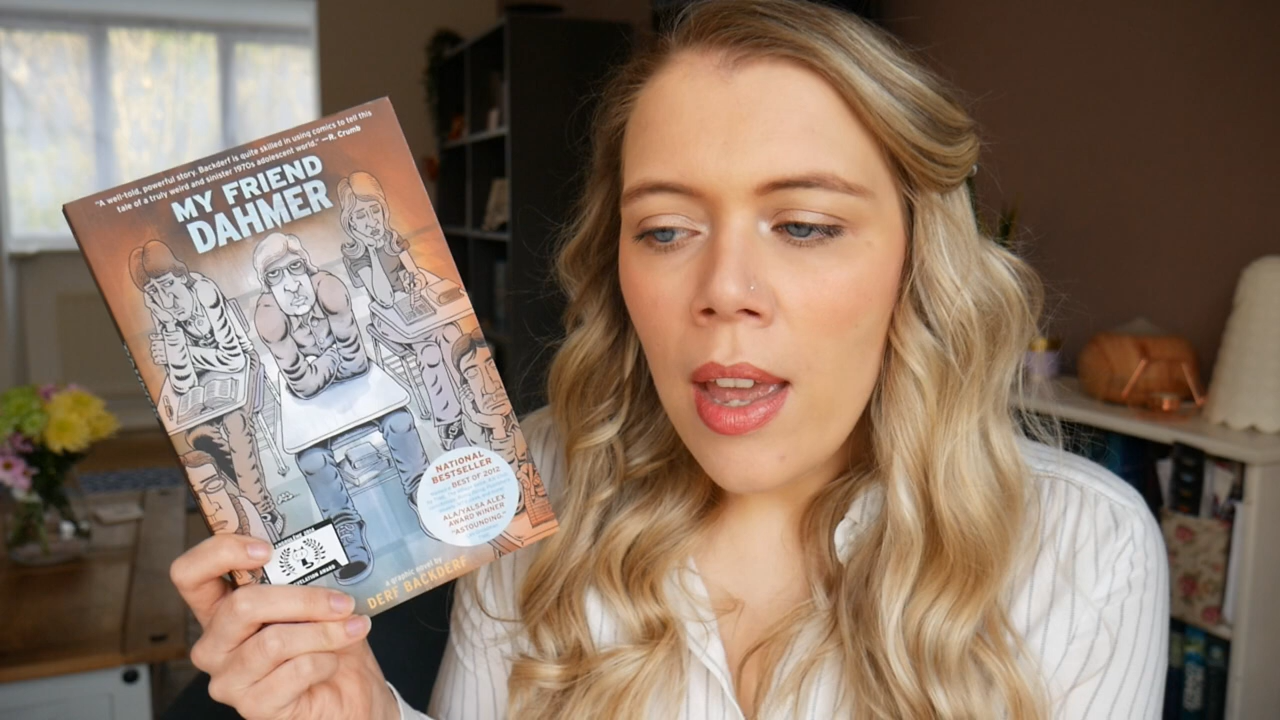 "A well-told, powerful story. Backderf is quite skilled in using comics to tell this
tale of a truly weird and sinister 1970s adolescent world." —R. Crumb
MY FRIEND
DAHMER
NATIONAL
BESTSELLER
BEST OF 2012
ALA/YALSA ALEX
AWARD WINNER
"ASTOUNDING"
REVELATION AWARD
a graphic novel by
DERF BACKDERF